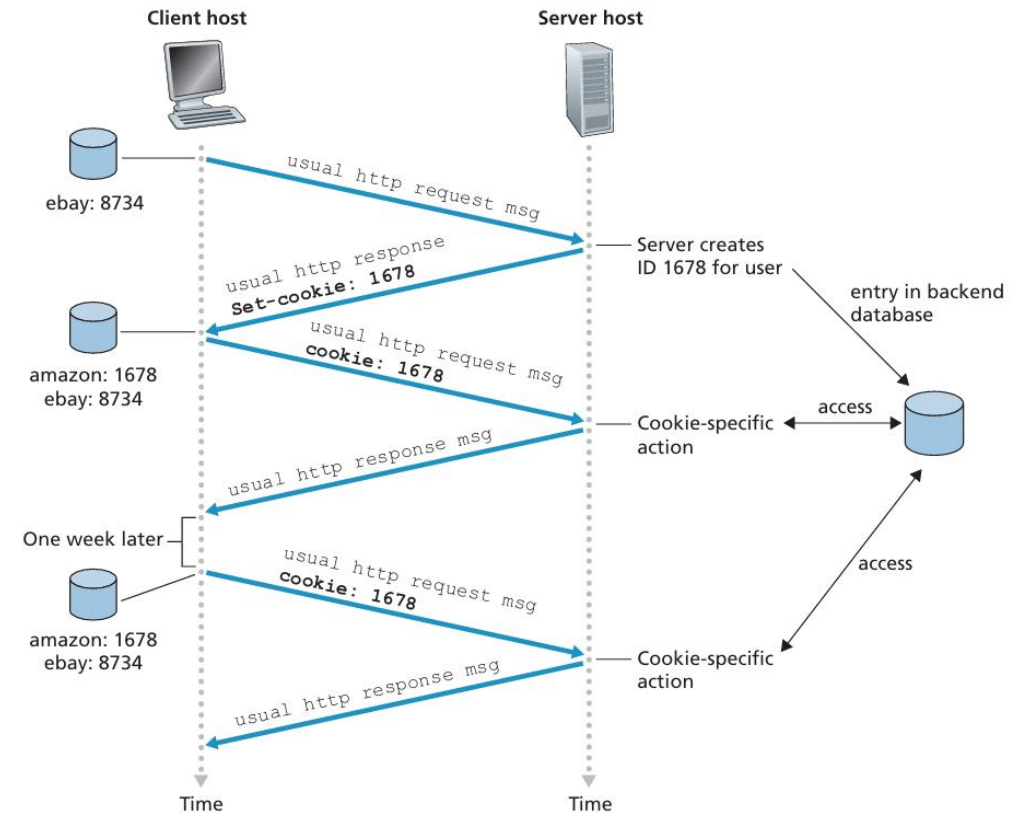 Client host
Server host
usual http request msg
ebay: 8734
Server creates
ID 1678 for user
usual http response
Set-cookie: 1678
entry in backend
database
usual http request msg
cookie: 1678
amazon: 1678
ebay: 8734
access
Cookie-specific
action
usual http response msg
One week later
usual http request msg
cookie: 1678
access
amazon: 1678
ebay: 8734
Cookie-specific
action
usual http response msg
Time
Time